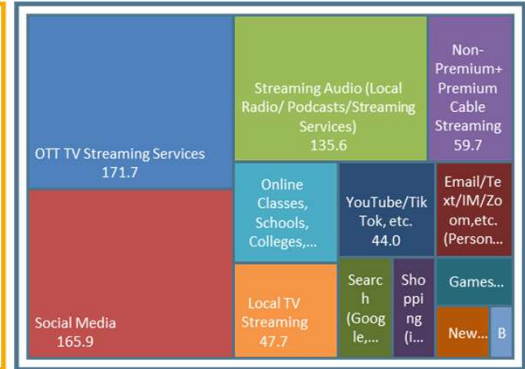 OTT TV Streaming Services
171.7
Social Media
165.9
Streaming Audio (Local
Radio/ Podcasts/Streaming
Services)
135.6
Non-
Premium+
Premium
Cable
Streaming
59.7
Online
Classes,
Schools,
Colleges,...
Local TV
Streaming
47.7
YouTube/Tik
Tok, etc.
44.0
Email/Te
xt/IM/Zo
om,etc.
(Person...
Searc
h
(Goog
le,...
Sho
ppi
ng
(i...
Games...
New...
B